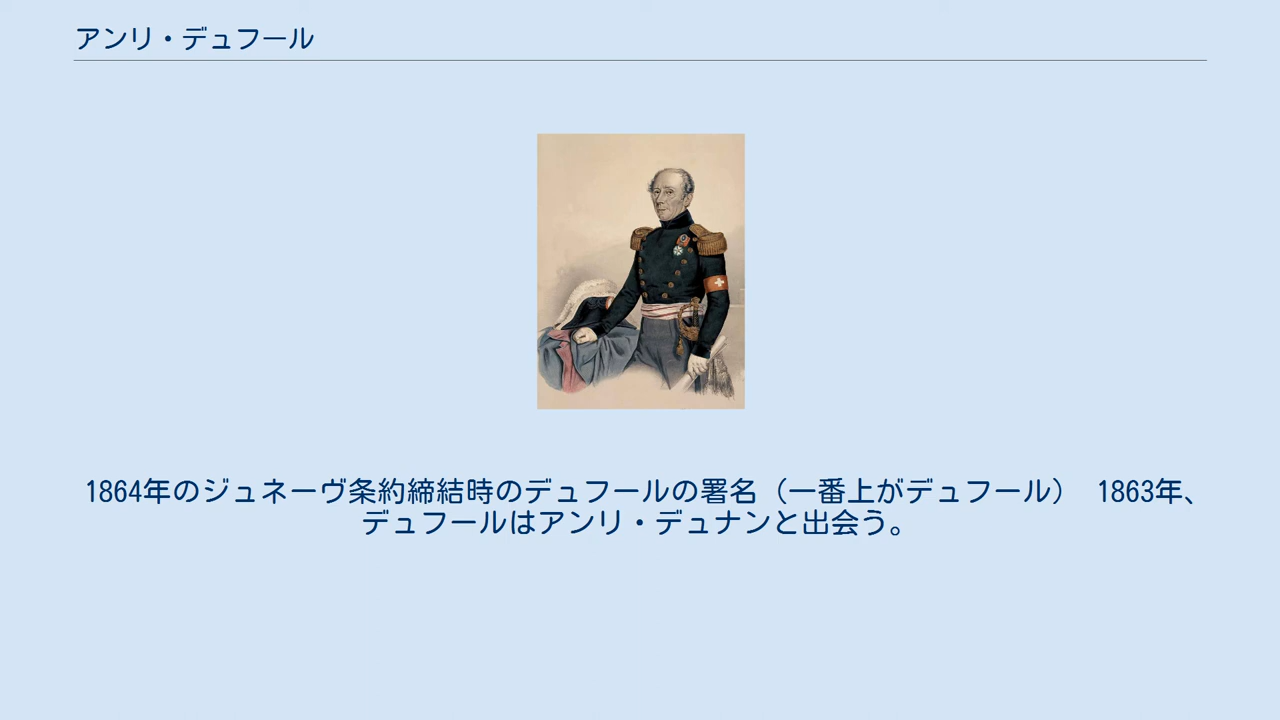 アンリ・デュフール
1864年のジュネーヴ条約締結時のデュフールの署名（一番上がデュフール） 1863年、
デュフールはアンリ・デュナンと出会う。